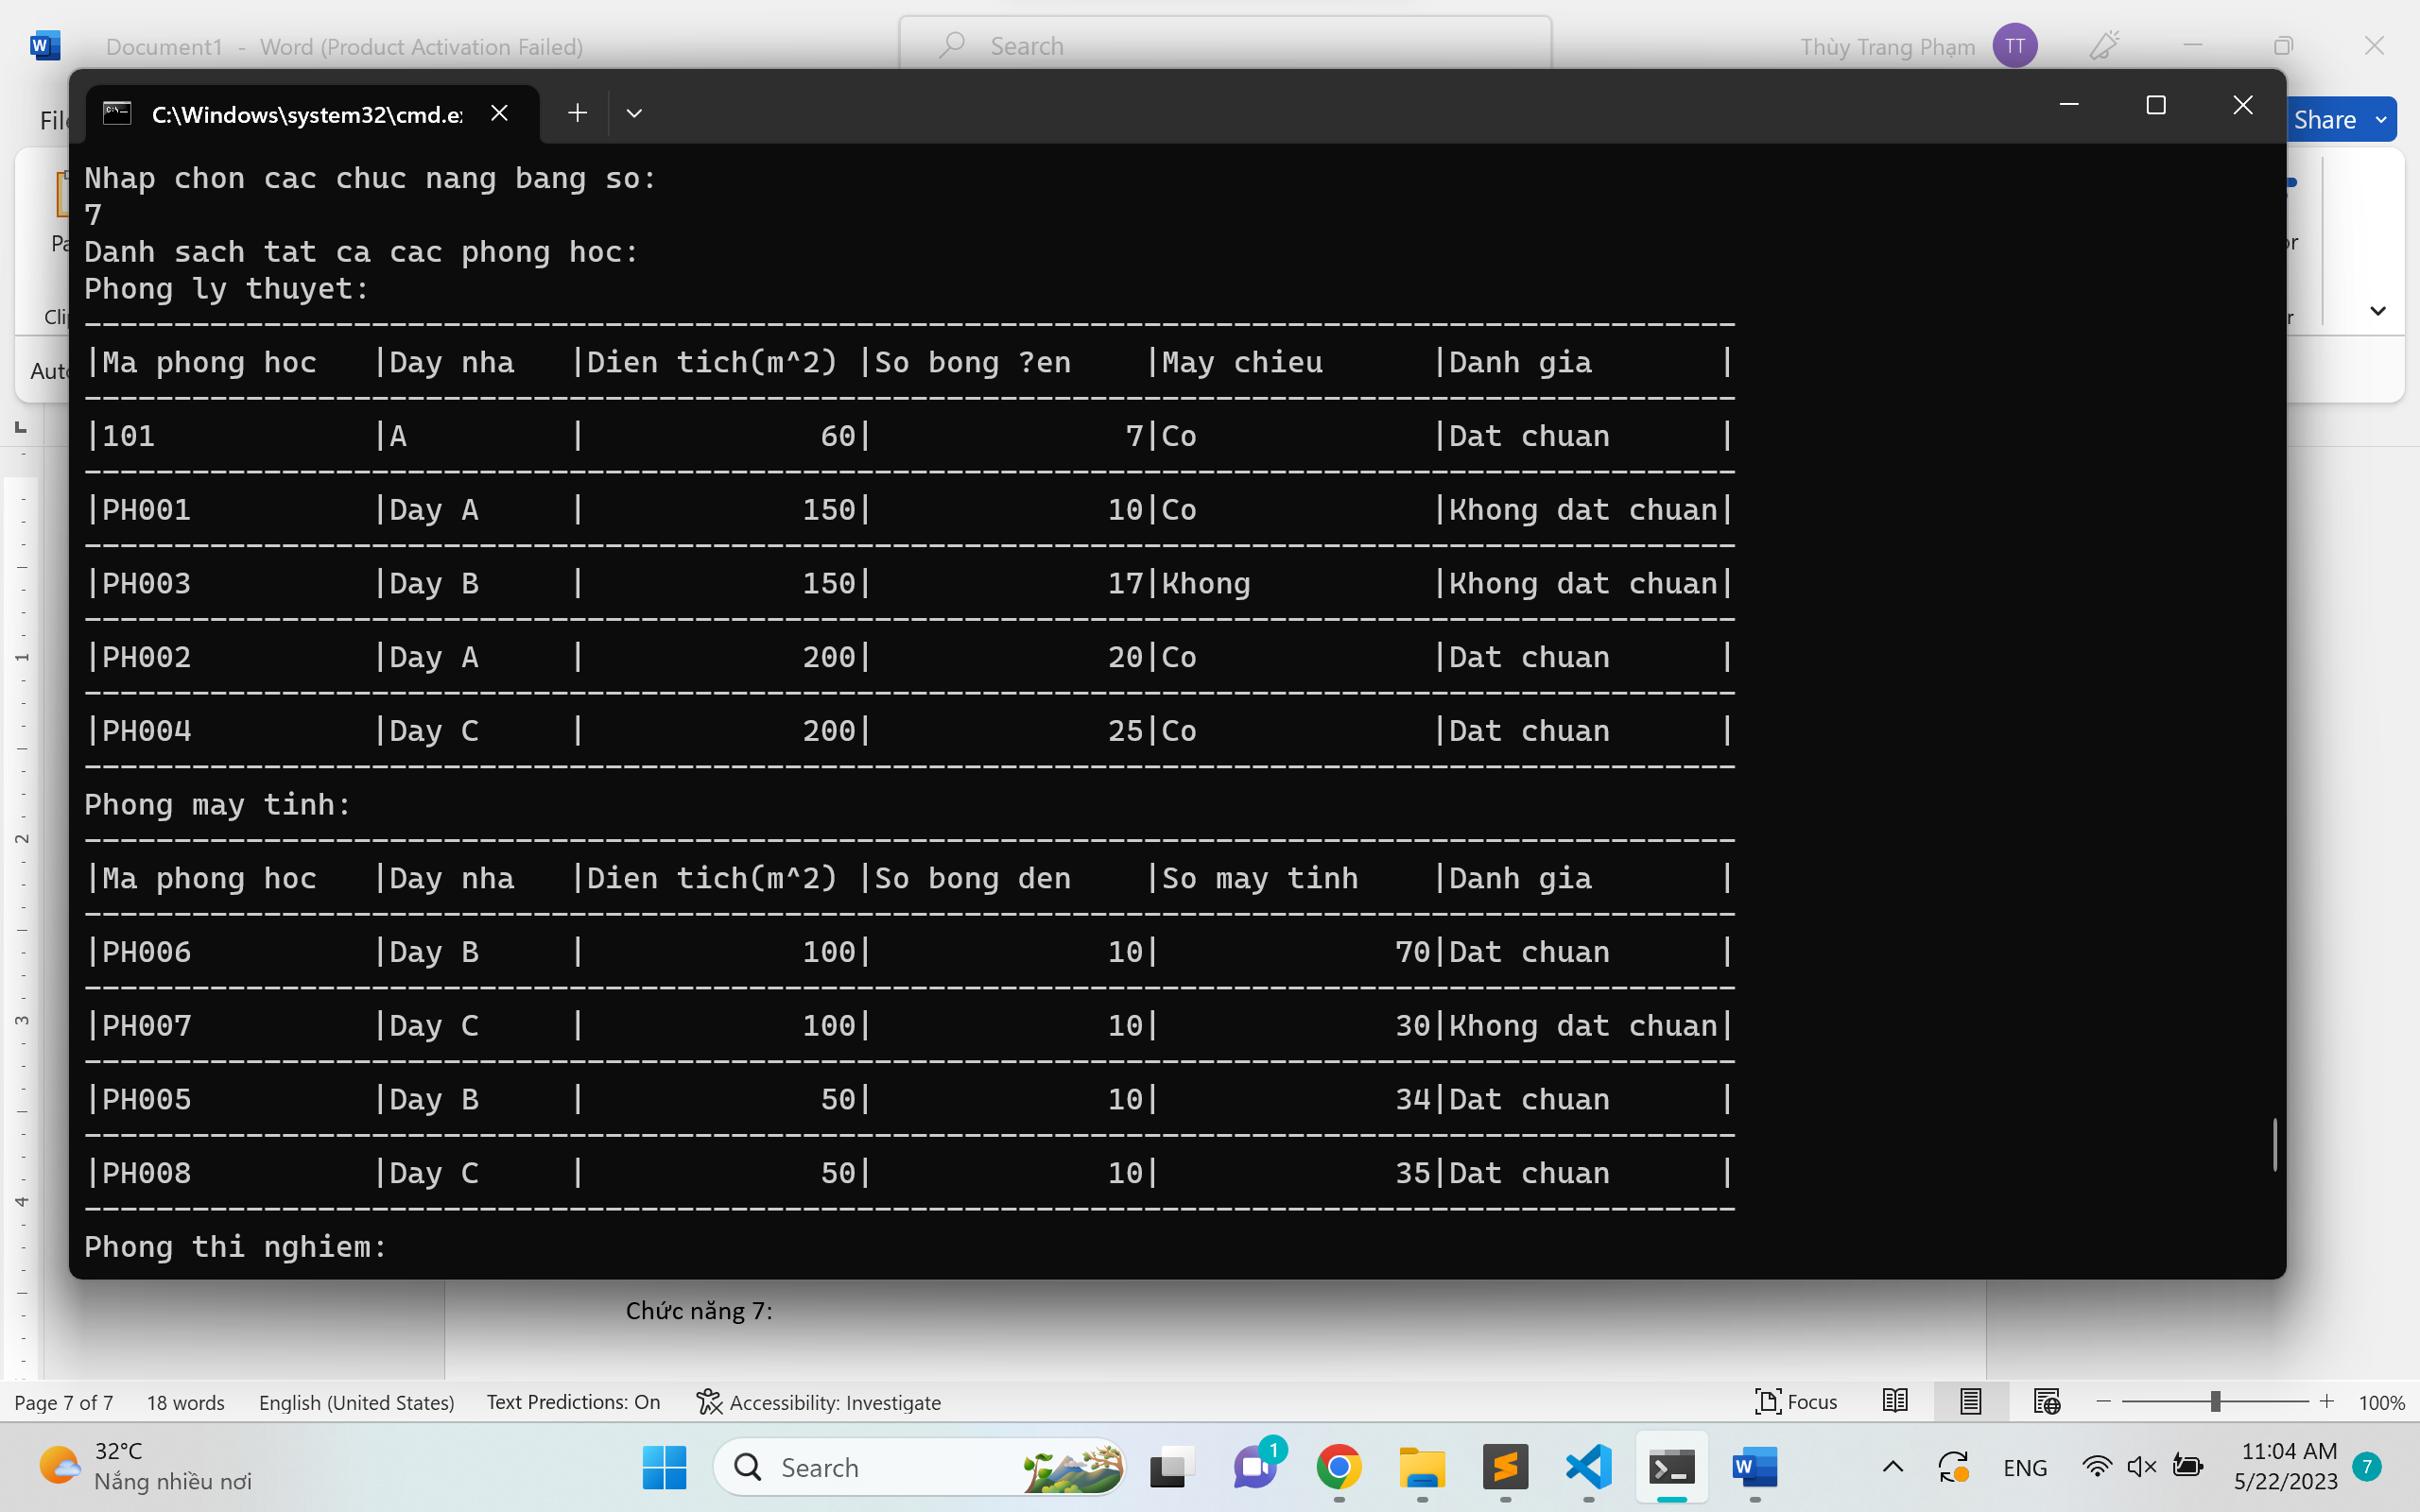 Document1 - Word (Product Activation Failed)
Search
Thùy Trang Phạm
TT
Share
C:\Windows\system32\cmd.e
Nhap chon cac chuc nang bang so:
7
Danh sach tat ca cac phong hoc:
Phong ly thuyet:
--------------------------------------------------------------------------------------------
|Ma phong hoc   |Day nha   |Dien tich(m^2) |So bong ?en    |May chieu      |Danh gia       |
--------------------------------------------------------------------------------------------
|101            |A         |             60|              7|Co             |Dat chuan      |
--------------------------------------------------------------------------------------------
|PH001          |Day A     |            150|             10|Co             |Khong dat chuan|
--------------------------------------------------------------------------------------------
|PH003          |Day B     |            150|             17|Khong          |Khong dat chuan|
--------------------------------------------------------------------------------------------
|PH002          |Day A     |            200|             20|Co             |Dat chuan      |
--------------------------------------------------------------------------------------------
|PH004          |Day C     |            200|             25|Co             |Dat chuan      |
--------------------------------------------------------------------------------------------
Phong may tinh:
--------------------------------------------------------------------------------------------
|Ma phong hoc   |Day nha   |Dien tich(m^2) |So bong den    |So may tinh    |Danh gia       |
--------------------------------------------------------------------------------------------
|PH006          |Day B     |            100|             10|             70|Dat chuan      |
--------------------------------------------------------------------------------------------
|PH007          |Day C     |            100|             10|             30|Khong dat chuan|
--------------------------------------------------------------------------------------------
|PH005          |Day B     |             50|             10|             34|Dat chuan      |
--------------------------------------------------------------------------------------------
|PH008          |Day C     |             50|             10|             35|Dat chuan      |
--------------------------------------------------------------------------------------------
Phong thi nghiem:
1
2
3
4
Chức năng 7:
Page 7 of 7 18 words English (United States) Text Predictions: On Accessibility: Investigate Focus 100%
32°C
Nắng nhiều nơi
Search
1
ENG
11:04 AM
5/22/2023
7